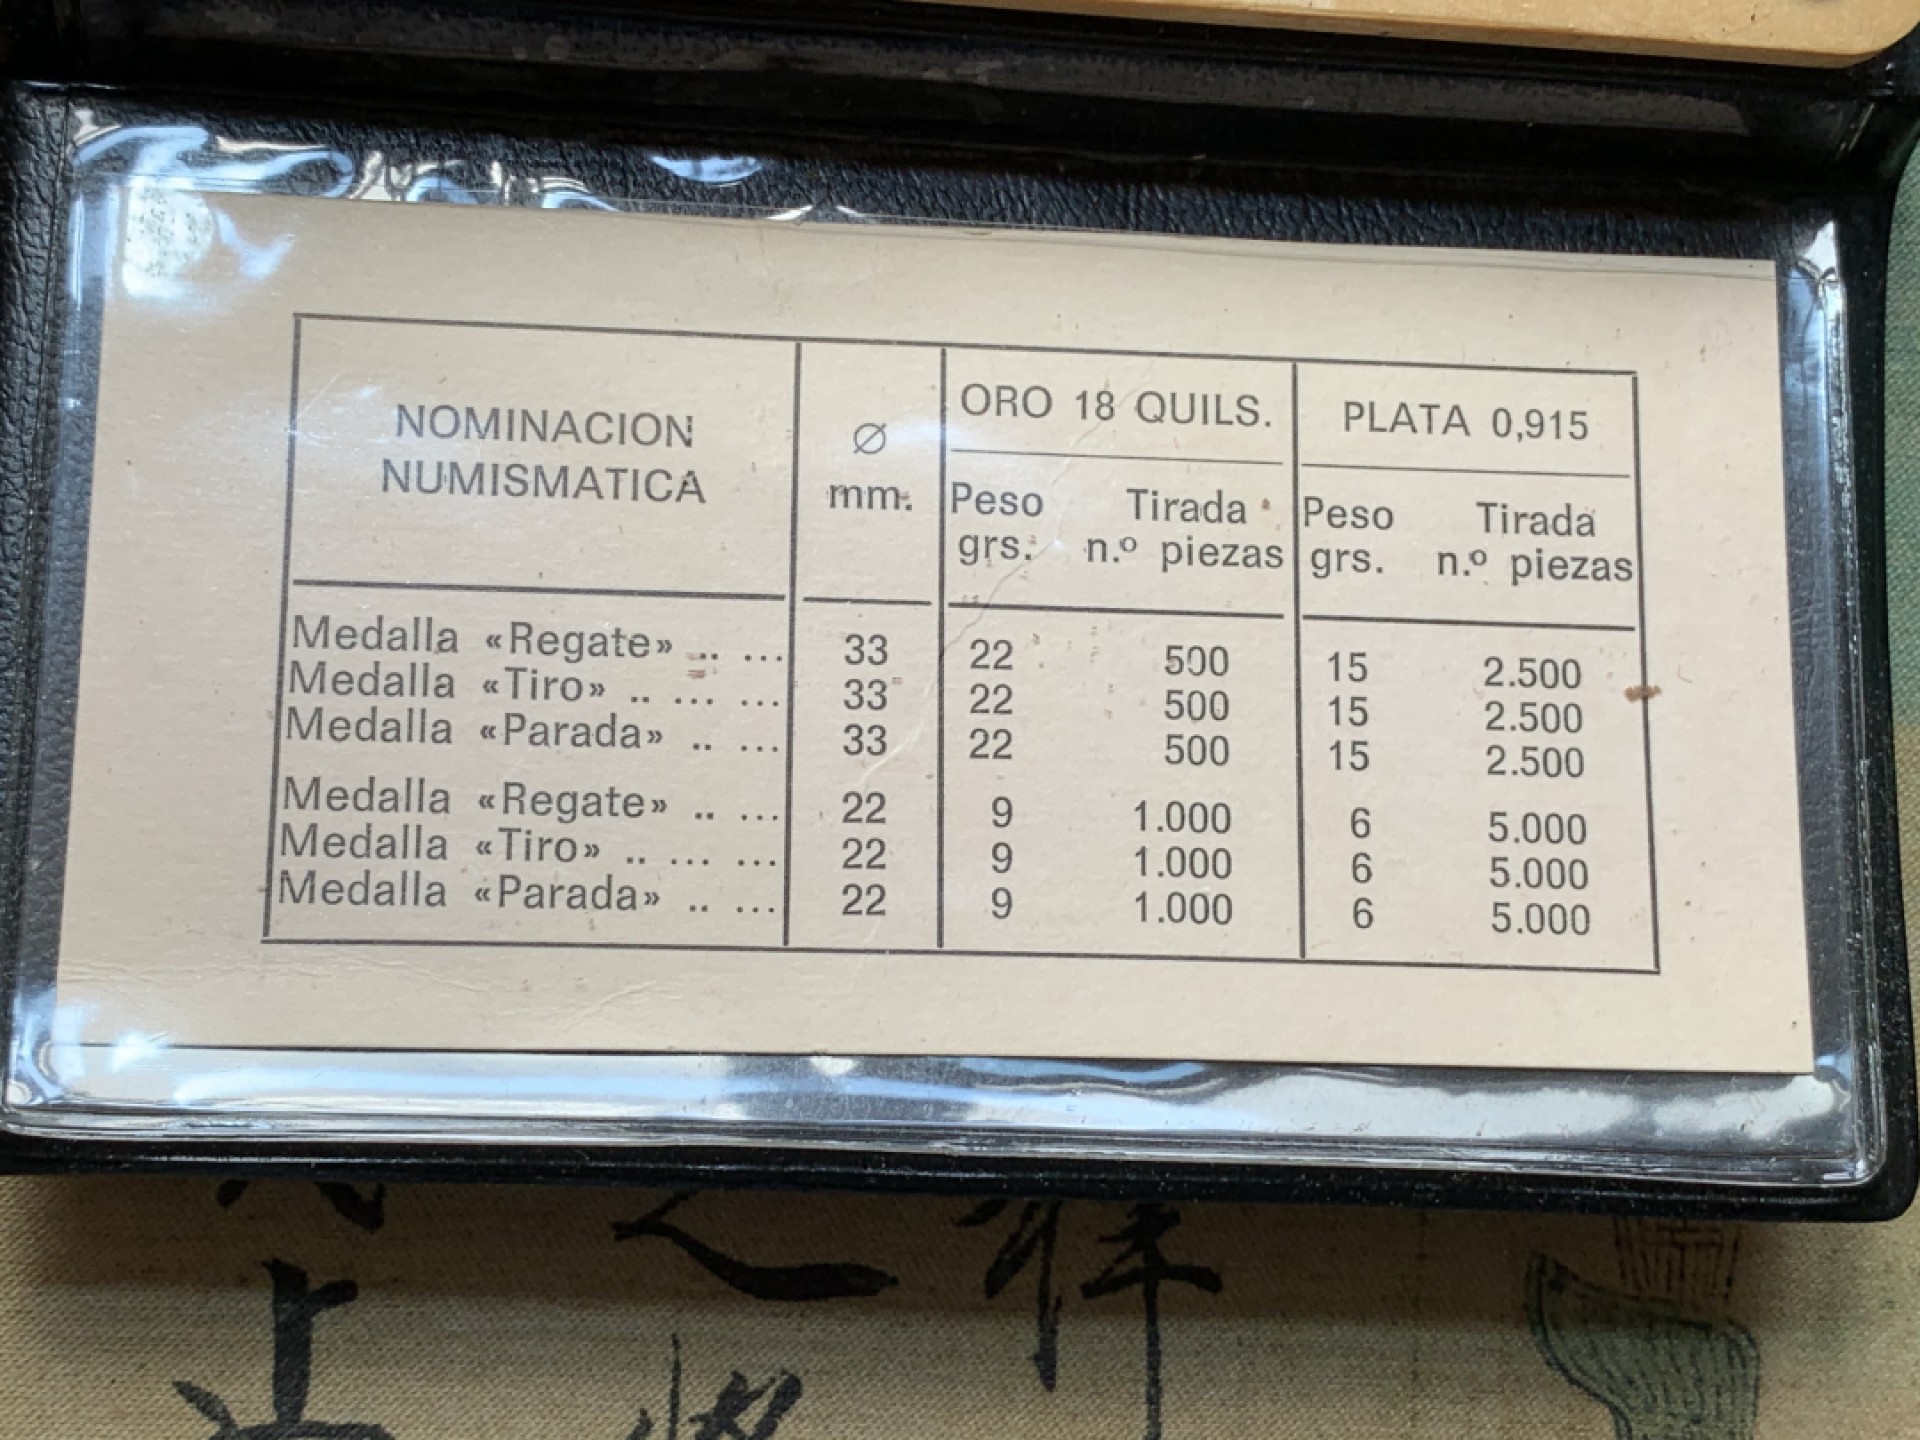 NOMINACION NUMISMATICA
Ø mm.
ORO 18 QUILS.
PLATA 0,915
Peso grs.
Tirada n.º piezas
Peso grs.
Tirada n.º piezas
Medalla «Regate» .. ... 33 22 500 15 2.500
Medalla «Tiro» .. ... ... 33 22 500 15 2.500
Medalla «Parada» .. ... 33 22 500 15 2.500
Medalla «Regate» .. ... 22 9 1.000 6 5.000
Medalla «Tiro» .. ... ... 22 9 1.000 6 5.000
Medalla «Parada» .. ... 22 9 1.000 6 5.000